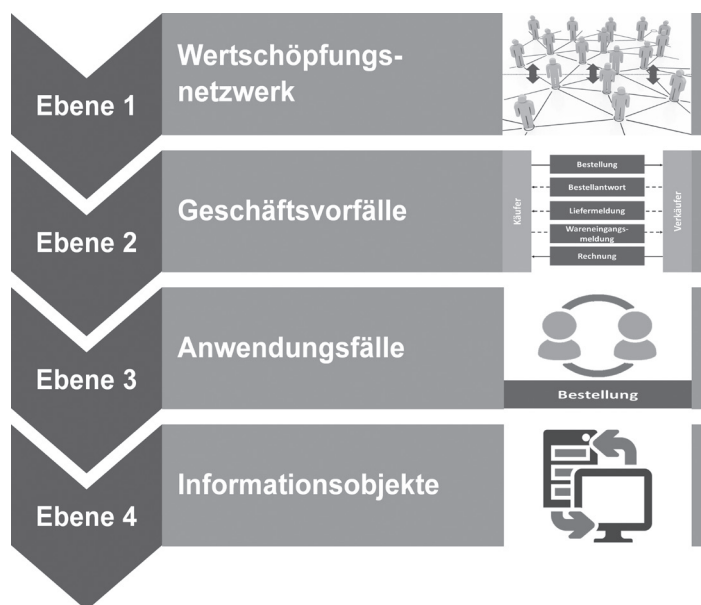 Ebene 1
Wertschöpfungs-
netzwerk
Ebene 2
Geschäftsvorfälle
Käufer
Bestellung
Bestellantwort
Liefermeldung
Wareneingangs-
meldung
Rechnung
Verkäufer
Ebene 3
Anwendungsfälle
Bestellung
Ebene 4
Informationsobjekte